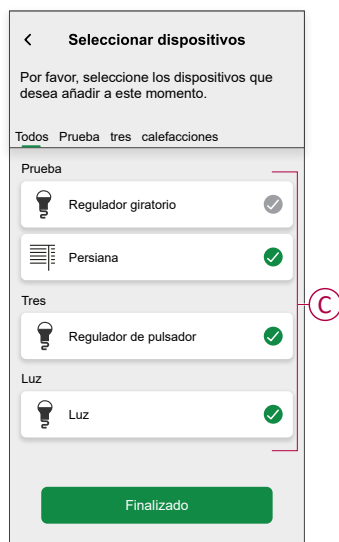 Seleccionar dispositivos
Por favor, seleccione los dispositivos que
desea añadir a este momento.
Todos Prueba tres calefacciones
Prueba
Regulador giratorio
Persiana
C
Tres
Regulador de pulsador
Luz
Luz
Finalizado